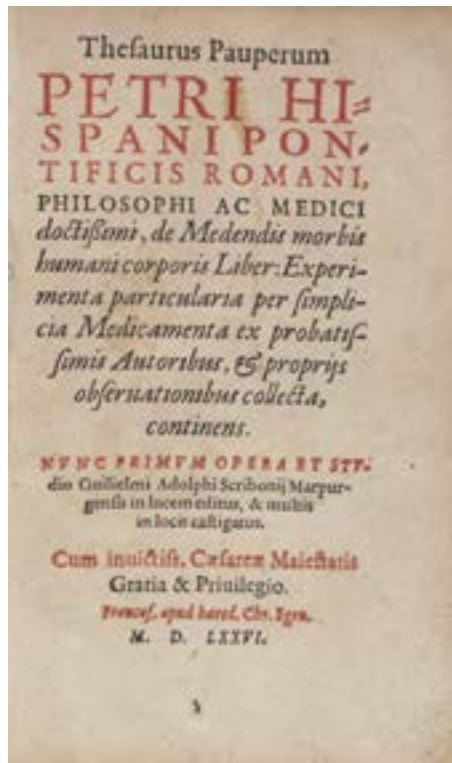 Thesaurus Pauperum
PETRI HI=
SPANI PON-
TIFICIS ROMANI,
PHILOSOPHI AC MEDICI
doctißimi, de Medendis morbis
humani corporis Liber: Experi-
menta particularia per simpli-
cia Medicamenta ex probatiſ-
ſimis Autoribus, & proprijs
obſeruationibus collecta,
continens.
NVNC PRIMVM OPERA ET STV-
dio Guilielmi Adolphi Scribonij Marpur-
gensis in lucem editus, & multis
in locis castigatus.
Cum inuictiſs. Cæsareæ Maiestatis
Gratia & Priuilegio.
Francof. apud hæred. Chr. Egen.
M. D. LXXVI.